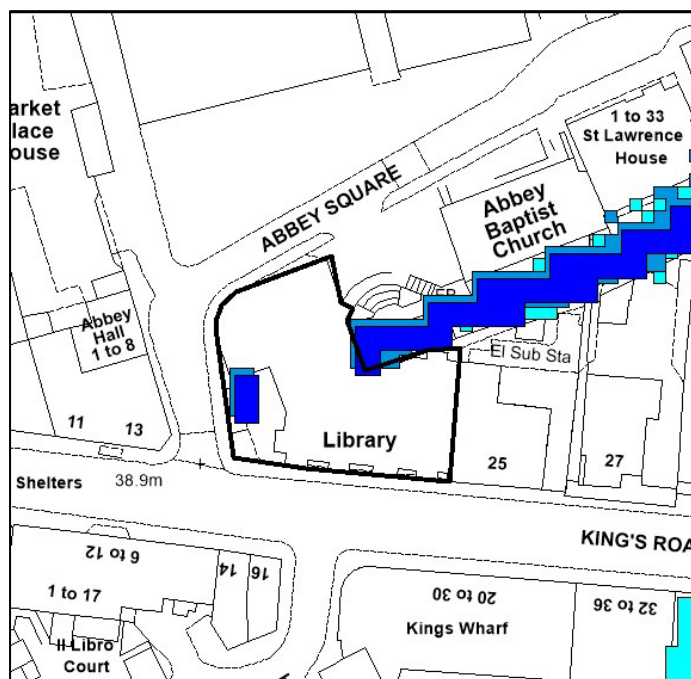 arket
lace
ouse
1 to 33
St Lawrence
House
ABBEY SQUARE
Abbey
Baptist
Church
Abbey
Hall
1 to 8
El Sub Sta
11
13
Library
25
27
Shelters
38.9m
KING'S ROA
6 to 12
14
16
1 to 17
20 to 30
32 to 36
Kings Wharf
Il Libro
Court